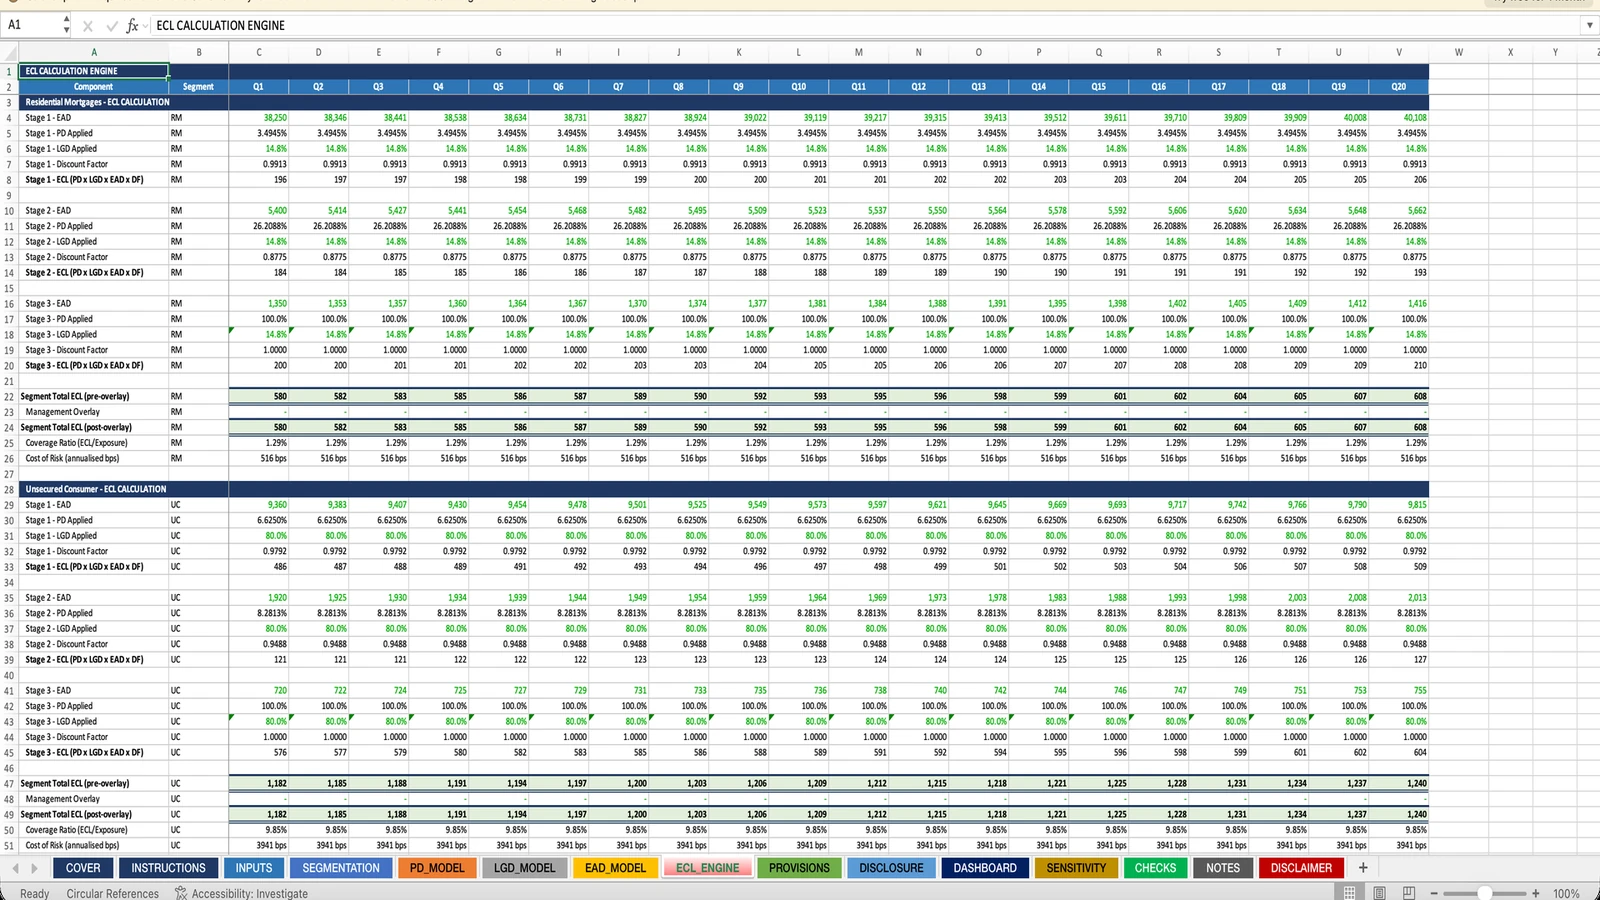 A1 fx ECL CALCULATION ENGINE
A B C D E F G H I J K L M N O P Q R S T U V W X Y
1 ECL CALCULATION ENGINE
2 Component Segment Q1 Q2 Q3 Q4 Q5 Q6 Q7 Q8 Q9 Q10 Q11 Q12 Q13 Q14 Q15 Q16 Q17 Q18 Q19 Q20
3 Residential Mortgages - ECL CALCULATION
4 Stage 1 - EAD RM 38,250 38,346 38,441 38,538 38,634 38,731 38,827 38,924 39,022 39,119 39,217 39,315 39,413 39,512 39,611 39,710 39,809 39,909 40,008 40,108
5 Stage 1 - PD Applied RM 3.4945% 3.4945% 3.4945% 3.4945% 3.4945% 3.4945% 3.4945% 3.4945% 3.4945% 3.4945% 3.4945% 3.4945% 3.4945% 3.4945% 3.4945% 3.4945% 3.4945% 3.4945% 3.4945% 3.4945%
6 Stage 1 - LGD Applied RM 14.8% 14.8% 14.8% 14.8% 14.8% 14.8% 14.8% 14.8% 14.8% 14.8% 14.8% 14.8% 14.8% 14.8% 14.8% 14.8% 14.8% 14.8% 14.8% 14.8%
7 Stage 1 - Discount Factor RM 0.9913 0.9913 0.9913 0.9913 0.9913 0.9913 0.9913 0.9913 0.9913 0.9913 0.9913 0.9913 0.9913 0.9913 0.9913 0.9913 0.9913 0.9913 0.9913 0.9913
8 Stage 1 - ECL (PD x LGD x EAD x DF) RM 196 197 197 198 198 199 199 200 200 201 201 202 202 203 203 204 204 205 205 206
9
10 Stage 2 - EAD RM 5,400 5,414 5,427 5,441 5,454 5,468 5,482 5,495 5,509 5,523 5,537 5,550 5,564 5,578 5,592 5,606 5,620 5,634 5,648 5,662
11 Stage 2 - PD Applied RM 26.2088% 26.2088% 26.2088% 26.2088% 26.2088% 26.2088% 26.2088% 26.2088% 26.2088% 26.2088% 26.2088% 26.2088% 26.2088% 26.2088% 26.2088% 26.2088% 26.2088% 26.2088% 26.2088% 26.2088%
12 Stage 2 - LGD Applied RM 14.8% 14.8% 14.8% 14.8% 14.8% 14.8% 14.8% 14.8% 14.8% 14.8% 14.8% 14.8% 14.8% 14.8% 14.8% 14.8% 14.8% 14.8% 14.8% 14.8%
13 Stage 2 - Discount Factor RM 0.8775 0.8775 0.8775 0.8775 0.8775 0.8775 0.8775 0.8775 0.8775 0.8775 0.8775 0.8775 0.8775 0.8775 0.8775 0.8775 0.8775 0.8775 0.8775 0.8775
14 Stage 2 - ECL (PD x LGD x EAD x DF) RM 184 184 185 185 186 186 187 187 188 188 189 189 190 190 191 191 191 192 192 193
15
16 Stage 3 - EAD RM 1,350 1,353 1,357 1,360 1,364 1,367 1,370 1,374 1,377 1,381 1,384 1,388 1,391 1,395 1,398 1,402 1,405 1,409 1,412 1,416
17 Stage 3 - PD Applied RM 100.0% 100.0% 100.0% 100.0% 100.0% 100.0% 100.0% 100.0% 100.0% 100.0% 100.0% 100.0% 100.0% 100.0% 100.0% 100.0% 100.0% 100.0% 100.0% 100.0%
18 Stage 3 - LGD Applied RM 14.8% 14.8% 14.8% 14.8% 14.8% 14.8% 14.8% 14.8% 14.8% 14.8% 14.8% 14.8% 14.8% 14.8% 14.8% 14.8% 14.8% 14.8% 14.8% 14.8%
19 Stage 3 - Discount Factor RM 1.0000 1.0000 1.0000 1.0000 1.0000 1.0000 1.0000 1.0000 1.0000 1.0000 1.0000 1.0000 1.0000 1.0000 1.0000 1.0000 1.0000 1.0000 1.0000 1.0000
20 Stage 3 - ECL (PD x LGD x EAD x DF) RM 200 200 201 201 202 202 203 203 204 205 205 206 206 207 207 208 208 209 209 210
21
22 Segment Total ECL (pre-overlay) RM 580 582 583 585 586 587 589 590 592 593 595 596 598 599 601 602 604 605 607 608
23 Management Overlay RM - - - - - - - - - - - - - - - - - - - -
24 Segment Total ECL (post-overlay) RM 580 582 583 585 586 587 589 590 592 593 595 596 598 599 601 602 604 605 607 608
25 Coverage Ratio (ECL/Exposure) RM 1.29% 1.29% 1.29% 1.29% 1.29% 1.29% 1.29% 1.29% 1.29% 1.29% 1.29% 1.29% 1.29% 1.29% 1.29% 1.29% 1.29% 1.29% 1.29% 1.29%
26 Cost of Risk (annualised bps) RM 516 bps 516 bps 516 bps 516 bps 516 bps 516 bps 516 bps 516 bps 516 bps 516 bps 516 bps 516 bps 516 bps 516 bps 516 bps 516 bps 516 bps 516 bps 516 bps 516 bps
27
28 Unsecured Consumer - ECL CALCULATION
29 Stage 1 - EAD UC 9,360 9,383 9,407 9,430 9,454 9,478 9,501 9,525 9,549 9,573 9,597 9,621 9,645 9,669 9,693 9,717 9,742 9,766 9,790 9,815
30 Stage 1 - PD Applied UC 6.6250% 6.6250% 6.6250% 6.6250% 6.6250% 6.6250% 6.6250% 6.6250% 6.6250% 6.6250% 6.6250% 6.6250% 6.6250% 6.6250% 6.6250% 6.6250% 6.6250% 6.6250% 6.6250% 6.6250%
31 Stage 1 - LGD Applied UC 80.0% 80.0% 80.0% 80.0% 80.0% 80.0% 80.0% 80.0% 80.0% 80.0% 80.0% 80.0% 80.0% 80.0% 80.0% 80.0% 80.0% 80.0% 80.0% 80.0%
32 Stage 1 - Discount Factor UC 0.9792 0.9792 0.9792 0.9792 0.9792 0.9792 0.9792 0.9792 0.9792 0.9792 0.9792 0.9792 0.9792 0.9792 0.9792 0.9792 0.9792 0.9792 0.9792 0.9792
33 Stage 1 - ECL (PD x LGD x EAD x DF) UC 486 487 488 489 491 492 493 494 496 497 498 499 501 502 503 504 506 507 508 509
34
35 Stage 2 - EAD UC 1,920 1,925 1,930 1,934 1,939 1,944 1,949 1,954 1,959 1,964 1,969 1,973 1,978 1,983 1,988 1,993 1,998 2,003 2,008 2,013
36 Stage 2 - PD Applied UC 8.2813% 8.2813% 8.2813% 8.2813% 8.2813% 8.2813% 8.2813% 8.2813% 8.2813% 8.2813% 8.2813% 8.2813% 8.2813% 8.2813% 8.2813% 8.2813% 8.2813% 8.2813% 8.2813% 8.2813%
37 Stage 2 - LGD Applied UC 80.0% 80.0% 80.0% 80.0% 80.0% 80.0% 80.0% 80.0% 80.0% 80.0% 80.0% 80.0% 80.0% 80.0% 80.0% 80.0% 80.0% 80.0% 80.0% 80.0%
38 Stage 2 - Discount Factor UC 0.9488 0.9488 0.9488 0.9488 0.9488 0.9488 0.9488 0.9488 0.9488 0.9488 0.9488 0.9488 0.9488 0.9488 0.9488 0.9488 0.9488 0.9488 0.9488 0.9488
39 Stage 2 - ECL (PD x LGD x EAD x DF) UC 121 121 121 122 122 122 123 123 123 123 124 124 124 125 125 125 126 126 126 127
40
41 Stage 3 - EAD UC 720 722 724 725 727 729 731 733 735 736 738 740 742 744 746 747 749 751 753 755
42 Stage 3 - PD Applied UC 100.0% 100.0% 100.0% 100.0% 100.0% 100.0% 100.0% 100.0% 100.0% 100.0% 100.0% 100.0% 100.0% 100.0% 100.0% 100.0% 100.0% 100.0% 100.0% 100.0%
43 Stage 3 - LGD Applied UC 80.0% 80.0% 80.0% 80.0% 80.0% 80.0% 80.0% 80.0% 80.0% 80.0% 80.0% 80.0% 80.0% 80.0% 80.0% 80.0% 80.0% 80.0% 80.0% 80.0%
44 Stage 3 - Discount Factor UC 1.0000 1.0000 1.0000 1.0000 1.0000 1.0000 1.0000 1.0000 1.0000 1.0000 1.0000 1.0000 1.0000 1.0000 1.0000 1.0000 1.0000 1.0000 1.0000 1.0000
45 Stage 3 - ECL (PD x LGD x EAD x DF) UC 576 577 579 580 582 583 585 586 588 589 591 592 594 595 596 598 599 601 602 604
46
47 Segment Total ECL (pre-overlay) UC 1,182 1,185 1,188 1,191 1,194 1,197 1,200 1,203 1,206 1,209 1,212 1,215 1,218 1,221 1,225 1,228 1,231 1,234 1,237 1,240
48 Management Overlay UC - - - - - - - - - - - - - - - - - - - -
49 Segment Total ECL (post-overlay) UC 1,182 1,185 1,188 1,191 1,194 1,197 1,200 1,203 1,206 1,209 1,212 1,215 1,218 1,221 1,225 1,228 1,231 1,234 1,237 1,240
50 Coverage Ratio (ECL/Exposure) UC 9.85% 9.85% 9.85% 9.85% 9.85% 9.85% 9.85% 9.85% 9.85% 9.85% 9.85% 9.85% 9.85% 9.85% 9.85% 9.85% 9.85% 9.85% 9.85% 9.85%
51 Cost of Risk (annualised bps) UC 3941 bps 3941 bps 3941 bps 3941 bps 3941 bps 3941 bps 3941 bps 3941 bps 3941 bps 3941 bps 3941 bps 3941 bps 3941 bps 3941 bps 3941 bps 3941 bps 3941 bps 3941 bps 3941 bps 3941 bps
COVER INSTRUCTIONS INPUTS SEGMENTATION PD_MODEL LGD_MODEL EAD_MODEL ECL_ENGINE PROVISIONS DISCLOSURE DASHBOARD SENSITIVITY CHECKS NOTES DISCLAIMER +
Ready Circular References Accessibility: Investigate − + 100%